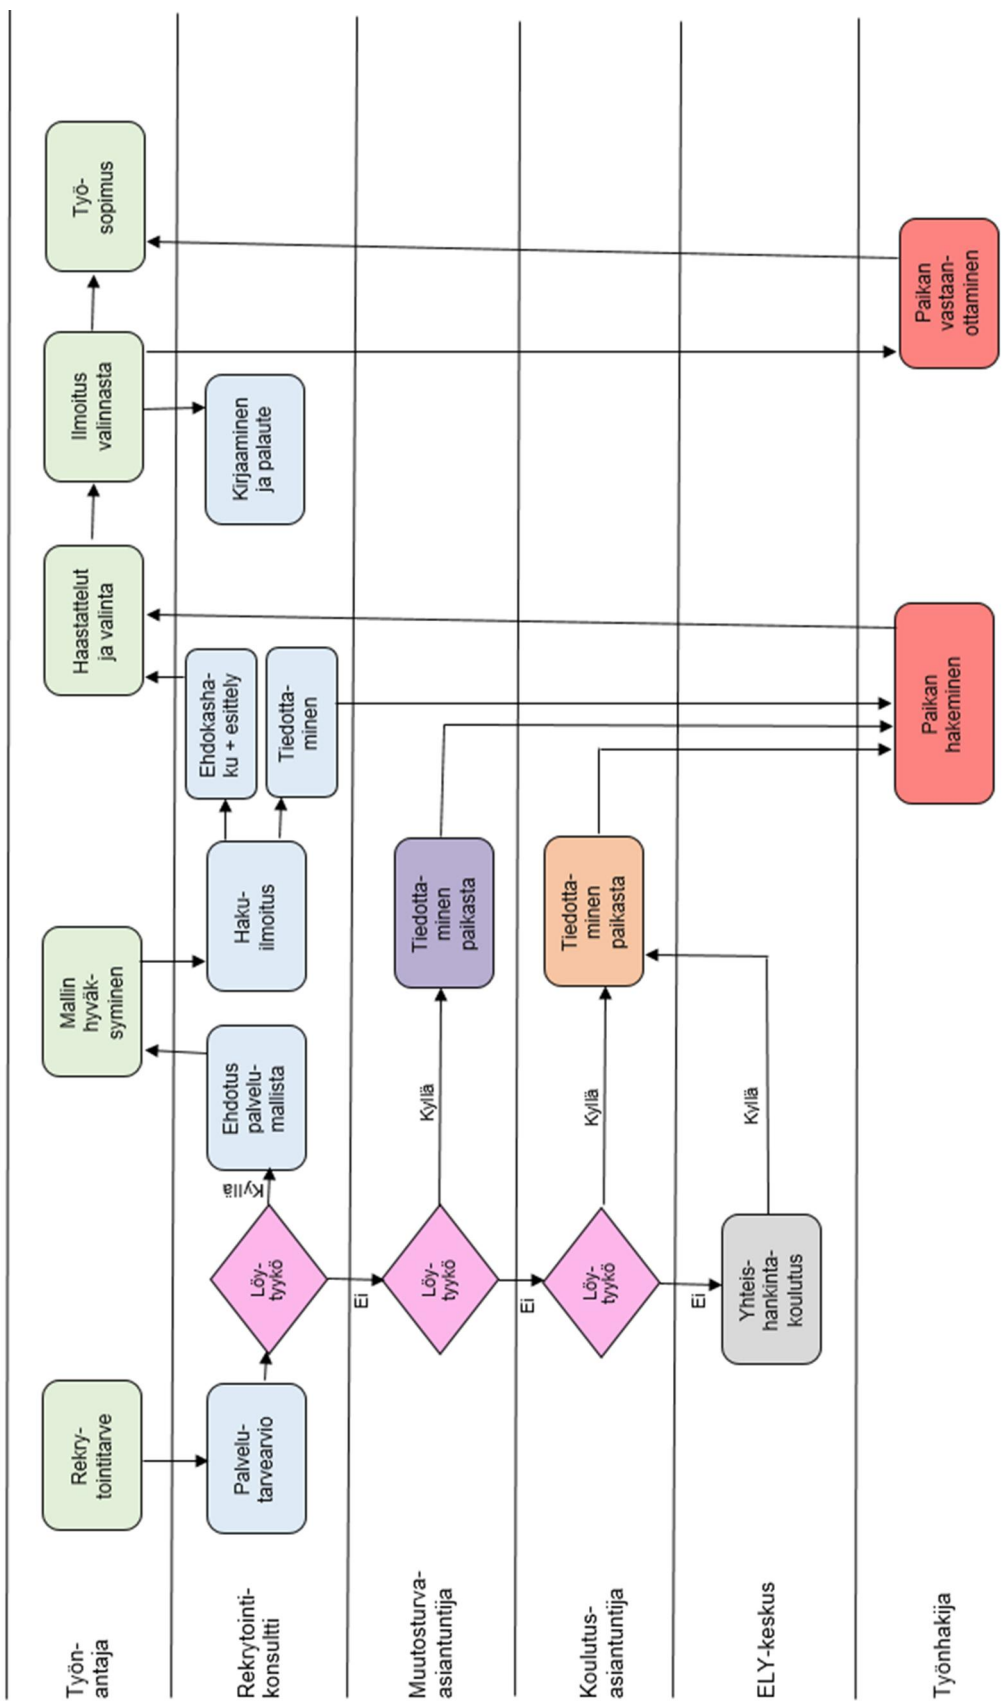 Työn-
antaja
Rekry-
tointitarve
Mallin
hyväk-
syminen
Haastattelut
ja valinta
Ilmoitus
valinnasta
Työ-
sopimus
Rekrytointi-
konsultti
Palvelu-
tarvearvio
Löy-
tyykö
Kyllä
Ehdotus
palvelu-
mallista
Haku-
ilmoitus
Ehdokasha-
ku + esittely
Tiedotta-
minen
Kirjaaminen
ja palaute
Ei
Muutosturva-
asiantuntija
Löy-
tyykö
Kyllä
Tiedotta-
minen
paikasta
Ei
Koulutus-
asiantuntija
Löy-
tyykö
Kyllä
Tiedotta-
minen
paikasta
Ei
ELY-keskus
Yhteis-
hankinta-
koulutus
Kyllä
Työnhakija
Paikan
hakeminen
Paikan
vastaan-
ottaminen